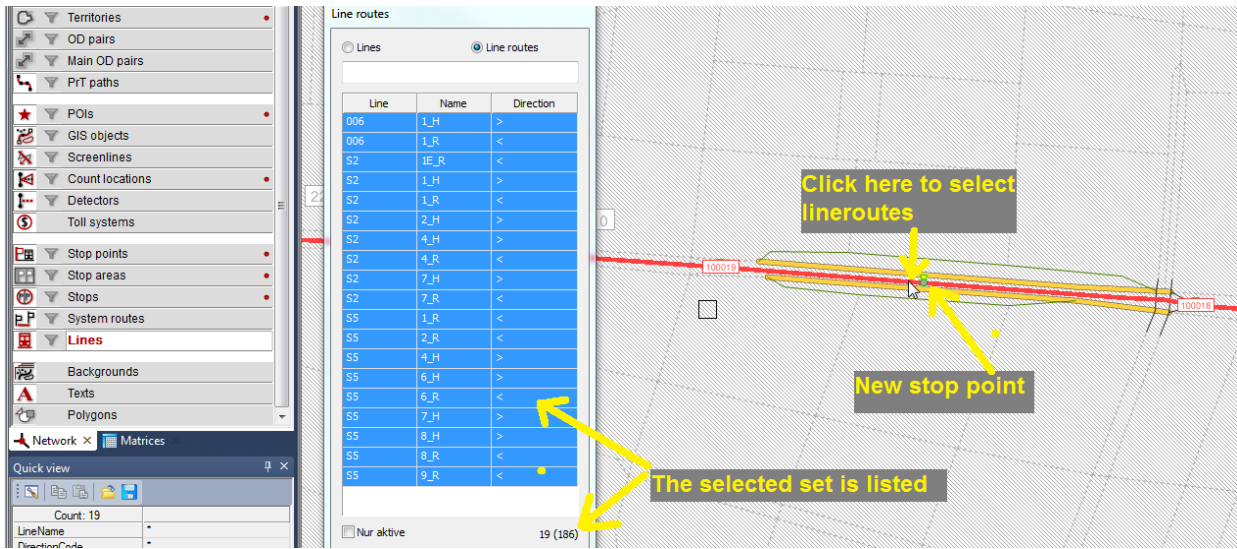 Territories
OD pairs
Main OD pairs
PrT paths
POIs
GIS objects
Screenlines
Count locations
Detectors
Toll systems
Stop points
Stop areas
Stops
System routes
Lines
Backgrounds
Texts
Polygons
Network
Matrices
Quick view
Count: 19
LineName *
DirectionCode *
Line routes
Lines Line routes
Line Name Direction
006 1_H >
006 1_R <
S2 1E_R <
S2 1_H >
S2 1_R <
S2 2_H >
S2 4_H >
S2 4_R <
S2 7_H >
S2 7_R <
S5 1_R <
S5 2_R <
S5 4_H >
S5 6_H >
S5 6_R <
S5 7_H >
S5 8_H >
S5 8_R <
S5 9_R <
Nur aktive 19 (186)
22
0
100019
100018
Click here to select
lineroutes
New stop point
The selected set is listed